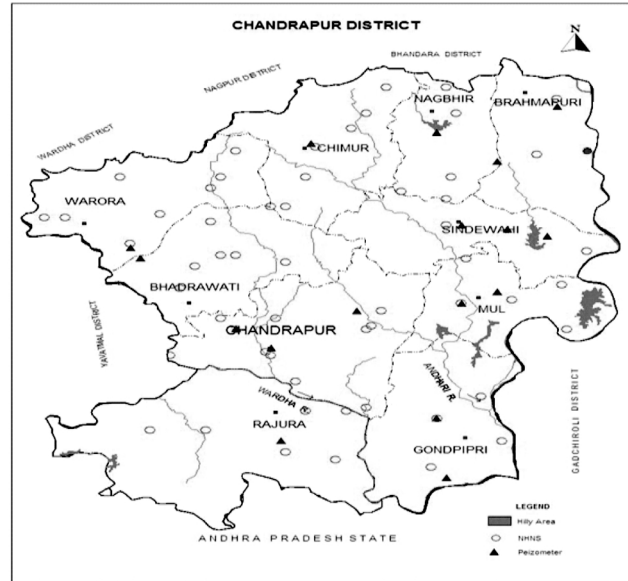 CHANDRAPUR DISTRICT
N
BHANDARA DISTRICT
NAGPUR DISTRICT
NAGBHIR
BRAHMAPURI
WARDHA DISTRICT
CHIMUR
WARORA
SINDEWAHI
BHADRAWATI
MUL
YAVATMAL DISTRICT
CHANDRAPUR
WARDHA R.
ANDHARI R.
RAJURA
GONDPIPRI
GADCHIROLI DISTRICT
ANDHRA PRADESH STATE
LEGEND
Hilly Area
NHNS
Peizometer